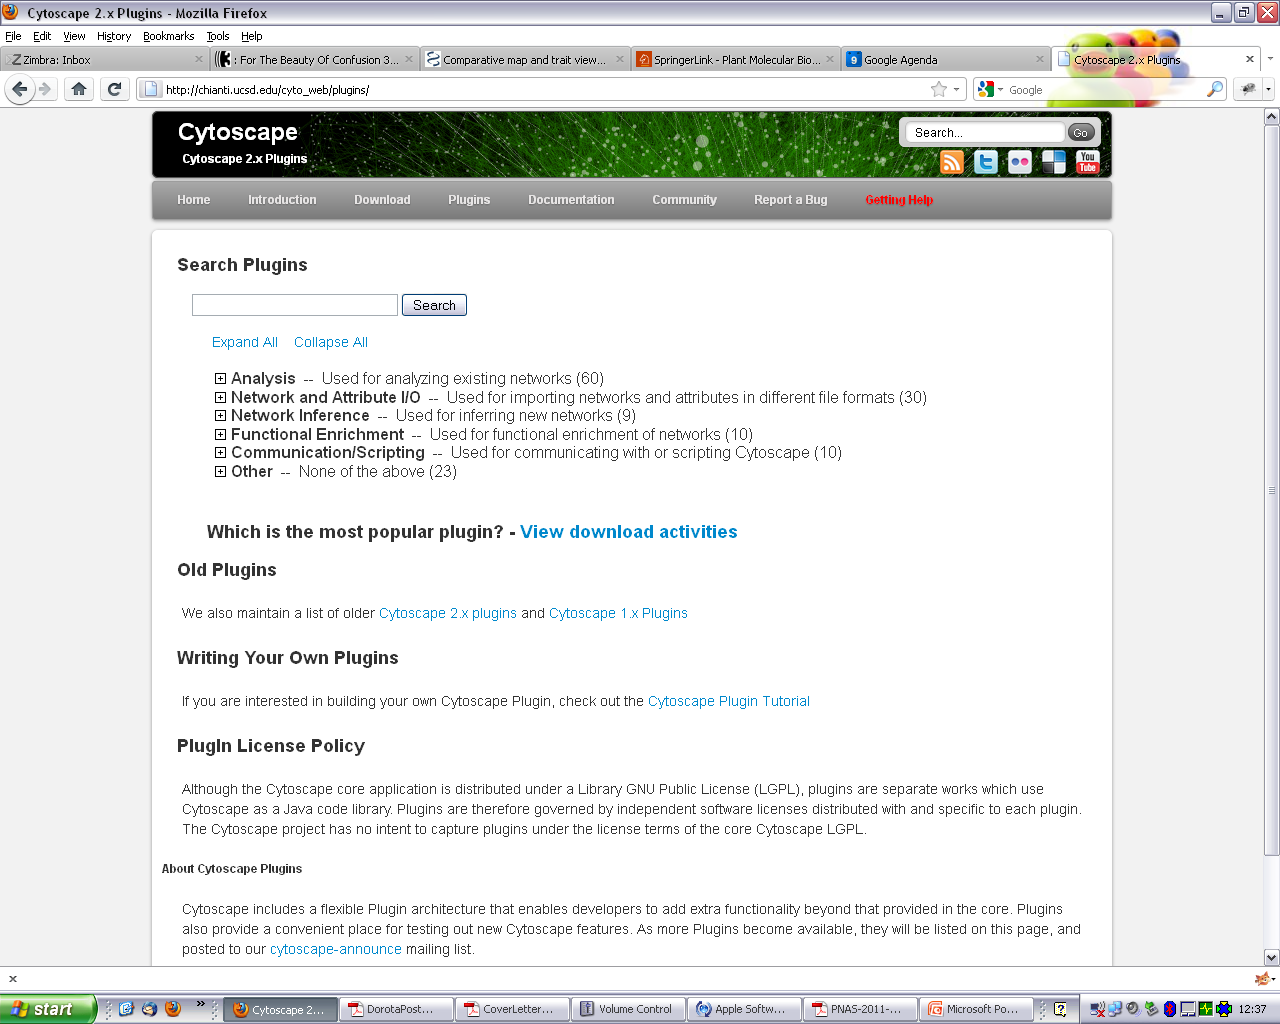 Cytoscape 2.x Plugins - Mozilla Firefox
File Edit View History Bookmarks Tools Help
Zimbra: Inbox
: For The Beauty Of Confusion 3...
Comparative map and trait view...
SpringerLink - Plant Molecular Bio...
9 Google Agenda
Cytoscape 2.x Plugins
http://chianti.ucsd.edu/cyto_web/plugins/
Google
Cytoscape
Cytoscape 2.x Plugins
Search...
Go
You Tube
Home Introduction Download Plugins Documentation Community Report a Bug Getting Help
Search Plugins
Search
Expand All Collapse All
Analysis -- Used for analyzing existing networks (60)
Network and Attribute I/O -- Used for importing networks and attributes in different file formats (30)
Network Inference -- Used for inferring new networks (9)
Functional Enrichment -- Used for functional enrichment of networks (10)
Communication/Scripting -- Used for communicating with or scripting Cytoscape (10)
Other -- None of the above (23)
Which is the most popular plugin? - View download activities
Old Plugins
We also maintain a list of older Cytoscape 2.x plugins and Cytoscape 1.x Plugins
Writing Your Own Plugins
If you are interested in building your own Cytoscape Plugin, check out the Cytoscape Plugin Tutorial
PlugIn License Policy
Although the Cytoscape core application is distributed under a Library GNU Public License (LGPL), plugins are separate works which use
Cytoscape as a Java code library. Plugins are therefore governed by independent software licenses distributed with and specific to each plugin.
The Cytoscape project has no intent to capture plugins under the license terms of the core Cytoscape LGPL.
About Cytoscape Plugins
Cytoscape includes a flexible Plugin architecture that enables developers to add extra functionality beyond that provided in the core. Plugins
also provide a convenient place for testing out new Cytoscape features. As more Plugins become available, they will be listed on this page, and
posted to our cytoscape-announce mailing list.
start
Cytoscape 2...
DorotaPost...
CoverLetter...
Volume Control
Apple Softw...
PNAS-2011-...
Microsoft Po...
12:37